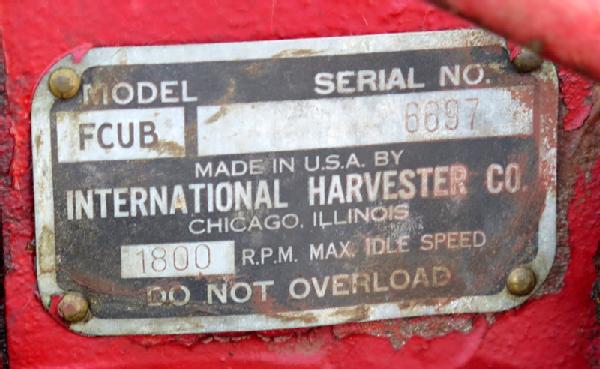 MODEL SERIAL NO.
FCUB 6697
MADE IN U.S.A. BY
INTERNATIONAL HARVESTER CO.
CHICAGO, ILLINOIS
1800 R.P.M. MAX. IDLE SPEED
DO NOT OVERLOAD